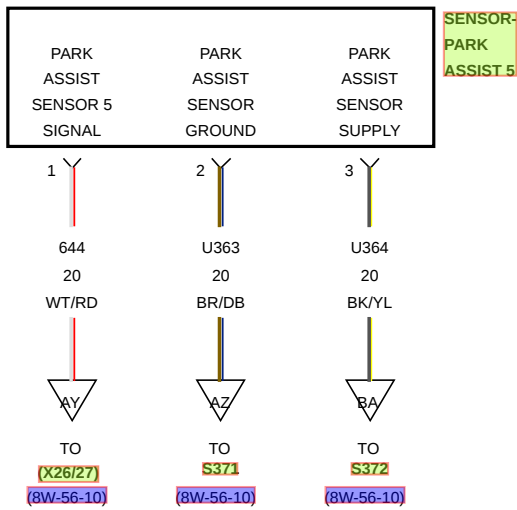 SENSOR-
PARK
ASSIST 5
PARK
ASSIST
SENSOR 5
SIGNAL
PARK
ASSIST
SENSOR
GROUND
PARK
ASSIST
SENSOR
SUPPLY
1
2
3
644
20
WT/RD
U363
20
BR/DB
U364
20
BK/YL
AY
AZ
BA
TO
(X26/27)
(8W-56-10)
TO
S371
(8W-56-10)
TO
S372
(8W-56-10)